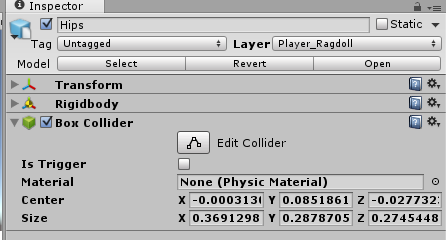 Inspector
Hips Static
Tag Untagged Layer Player_Ragdoll
Model Select Revert Open
Transform
Rigidbody
Box Collider
Edit Collider
Is Trigger
Material None (Physic Material)
Center X -0.0003130 Y 0.0851861 Z -0.027732
Size X 0.3691298 Y 0.2878705 Z 0.2745448